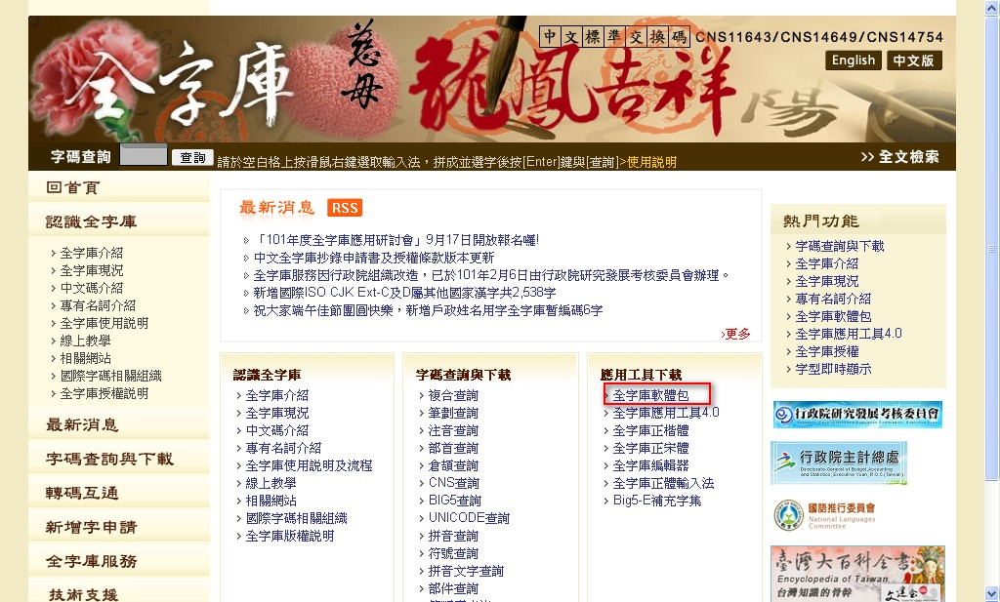 全字庫
慈母
龍鳳吉祥
陽
中文標準交換碼 CNS11643/CNS14649/CNS14754
English 中文版
字碼查詢 查詢 請於空白格上按滑鼠右鍵選取輸入法，拼成並選字後按[Enter]鍵與[查詢]>使用說明
>> 全文檢索
回首頁
認識全字庫
全字庫介紹
全字庫現況
中文碼介紹
專有名詞介紹
全字庫使用說明
線上教學
相關網站
國際字碼相關組織
全字庫授權說明
最新消息
字碼查詢與下載
轉碼互通
新增字申請
全字庫服務
技術支援
最新消息 RSS
「101年度全字庫應用研討會」9月17日開放報名囉!
中文全字庫抄錄申請書及授權條款版本更新
全字庫服務因行政院組織改造，已於101年2月6日由行政院研究發展考核委員會辦理。
新增國際ISO CJK Ext-C及D屬其他國家漢字共2,538字
祝大家端午佳節團圓快樂，新增戶政姓名用字全字庫暫編碼6字
›更多
認識全字庫
全字庫介紹
全字庫現況
中文碼介紹
專有名詞介紹
全字庫使用說明及流程
線上教學
相關網站
國際字碼相關組織
全字庫版權說明
字碼查詢與下載
複合查詢
筆劃查詢
注音查詢
部首查詢
倉頡查詢
CNS查詢
BIG5查詢
UNICODE查詢
拼音查詢
符號查詢
拼音文字查詢
部件查詢
應用工具下載
全字庫軟體包
全字庫應用工具4.0
全字庫正楷體
全字庫正宋體
全字庫編輯器
全字庫正體輸入法
Big5-E補充字集
熱門功能
字碼查詢與下載
全字庫介紹
全字庫現況
專有名詞介紹
全字庫軟體包
全字庫應用工具4.0
全字庫授權
字型即時顯示
行政院研究發展考核委員會
行政院主計總處
Directorate-General of Budget, Accounting
and Statistics, Executive Yuan, R.O.C.(Taiwan)
國語推行委員會
National Languages
Committee
臺灣大百科全書
Encyclopedia of Taiwan
台灣知識的骨幹
文建會